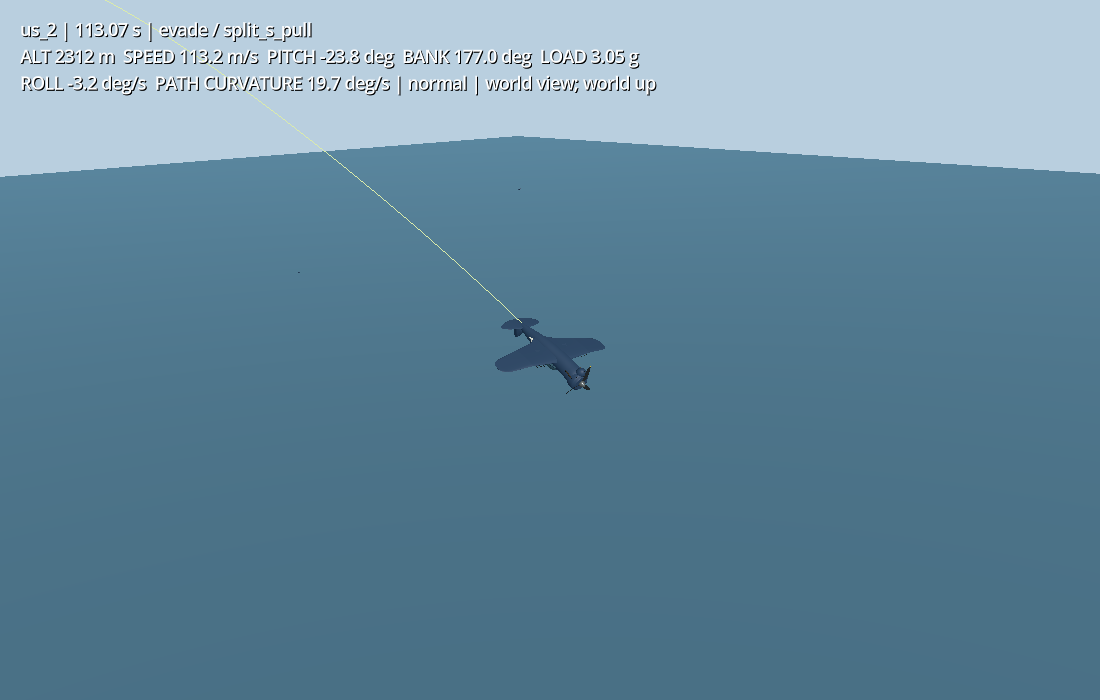 us_2 | 113.07 s | evade / split_s_pull
ALT 2312 m  SPEED 113.2 m/s  PITCH -23.8 deg  BANK 177.0 deg  LOAD 3.05 g
ROLL -3.2 deg/s  PATH CURVATURE 19.7 deg/s | normal | world view; world up